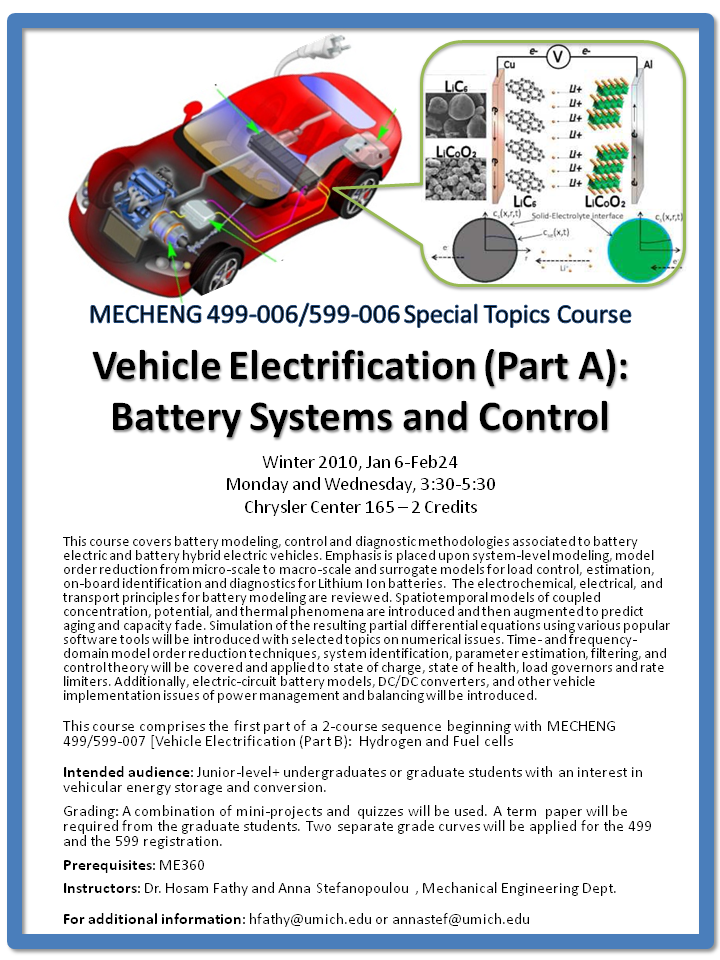 e- V e-
Cu Al
LiC6
Li+
Li+
Li+
Li+
Li+
Li+
LiCoO2
LiC6 LiCoO2
cs(x,r,t) Solid-Electrolyte Interface cs(x,r,t)
r
Li+
MECHENG 499-006/599-006 Special Topics Course
Vehicle Electrification (Part A):
Battery Systems and Control
Winter 2010, Jan 6-Feb24
Monday and Wednesday, 3:30-5:30
Chrysler Center 165 – 2 Credits
This course covers battery modeling, control and diagnostic methodologies associated to battery
electric and battery hybrid electric vehicles. Emphasis is placed upon system-level modeling, model
order reduction from micro-scale to macro-scale and surrogate models for load control, estimation,
on-board identification and diagnostics for Lithium Ion batteries. The electrochemical, electrical, and
transport principles for battery modeling are reviewed. Spatiotemporal models of coupled
concentration, potential, and thermal phenomena are introduced and then augmented to predict
aging and capacity fade. Simulation of the resulting partial differential equations using various popular
software tools will be introduced with selected topics on numerical issues. Time- and frequency-
domain model order reduction techniques, system identification, parameter estimation, filtering, and
control theory will be covered and applied to state of charge, state of health, load governors and rate
limiters. Additionally, electric-circuit battery models, DC/DC converters, and other vehicle
implementation issues of power management and balancing will be introduced.
This course comprises the first part of a 2-course sequence beginning with MECHENG
499/599-007 [Vehicle Electrification (Part B): Hydrogen and Fuel cells
Intended audience: Junior-level+ undergraduates or graduate students with an interest in
vehicular energy storage and conversion.
Grading: A combination of mini-projects and quizzes will be used. A term paper will be
required from the graduate students. Two separate grade curves will be applied for the 499
and the 599 registration.
Prerequisites: ME360
Instructors: Dr. Hosam Fathy and Anna Stefanopoulou , Mechanical Engineering Dept.
For additional information: hfathy@umich.edu or annastef@umich.edu